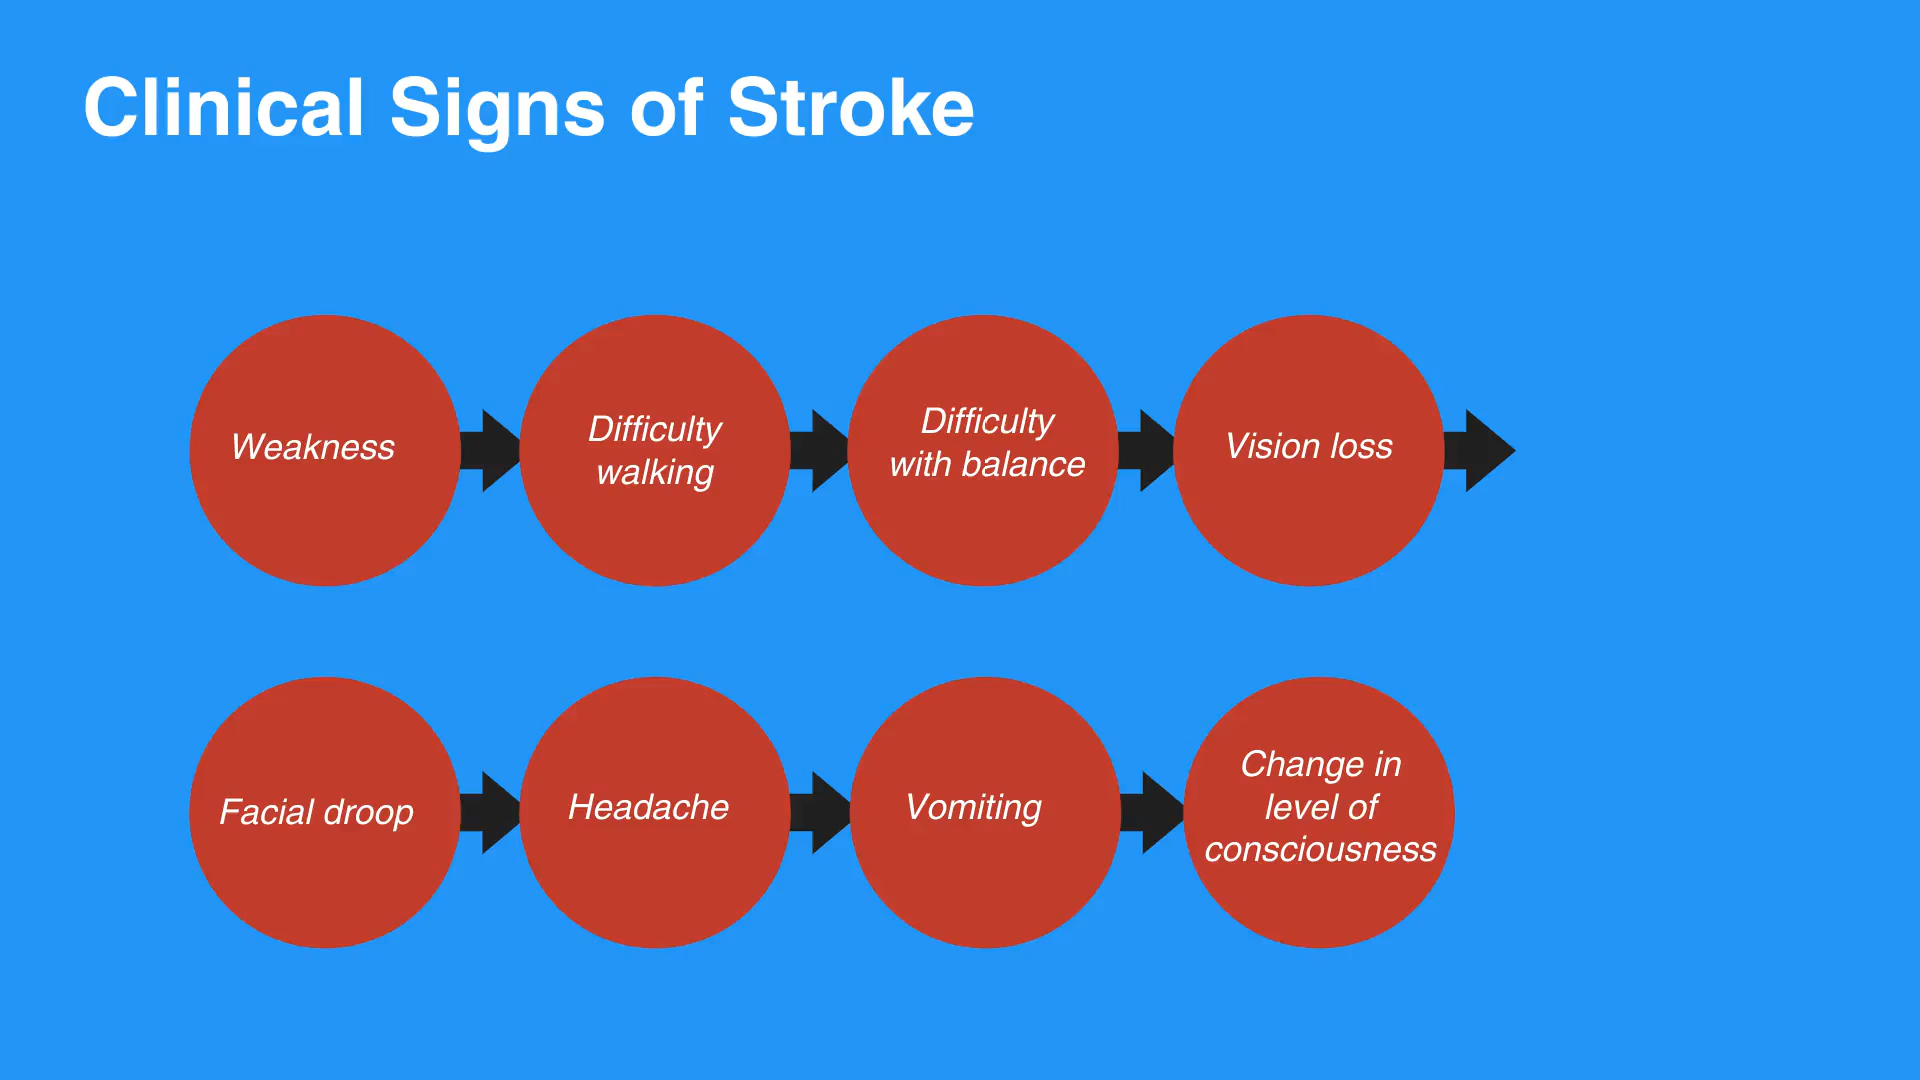 Clinical Signs of Stroke
Weakness
Difficulty
walking
Difficulty
with balance
Vision loss
Facial droop
Headache
Vomiting
Change in
level of
consciousness